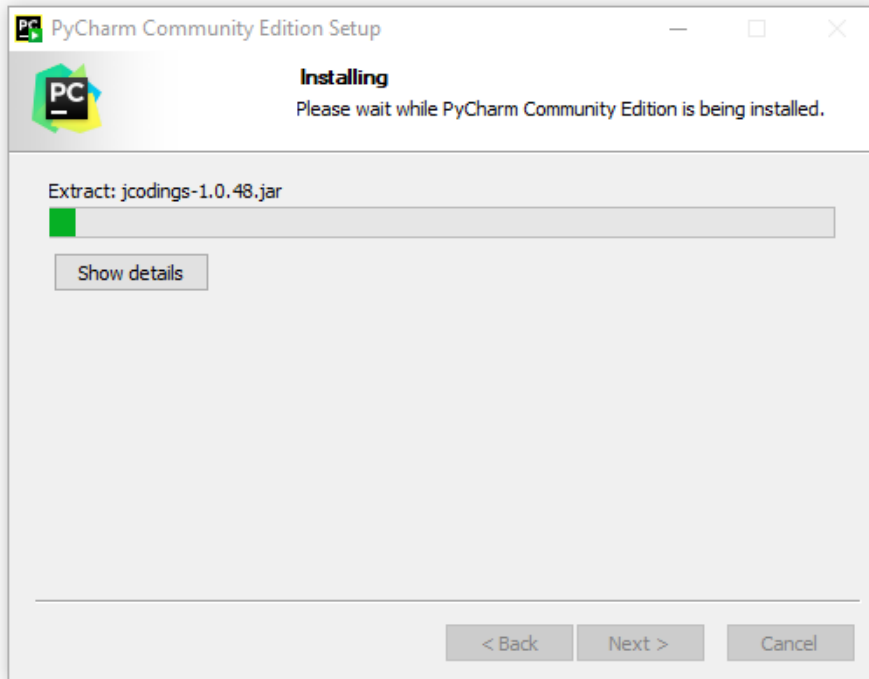 PyCharm Community Edition Setup
PC
Installing
Please wait while PyCharm Community Edition is being installed.
Extract: jcodings-1.0.48.jar
Show details
< Back
Next >
Cancel